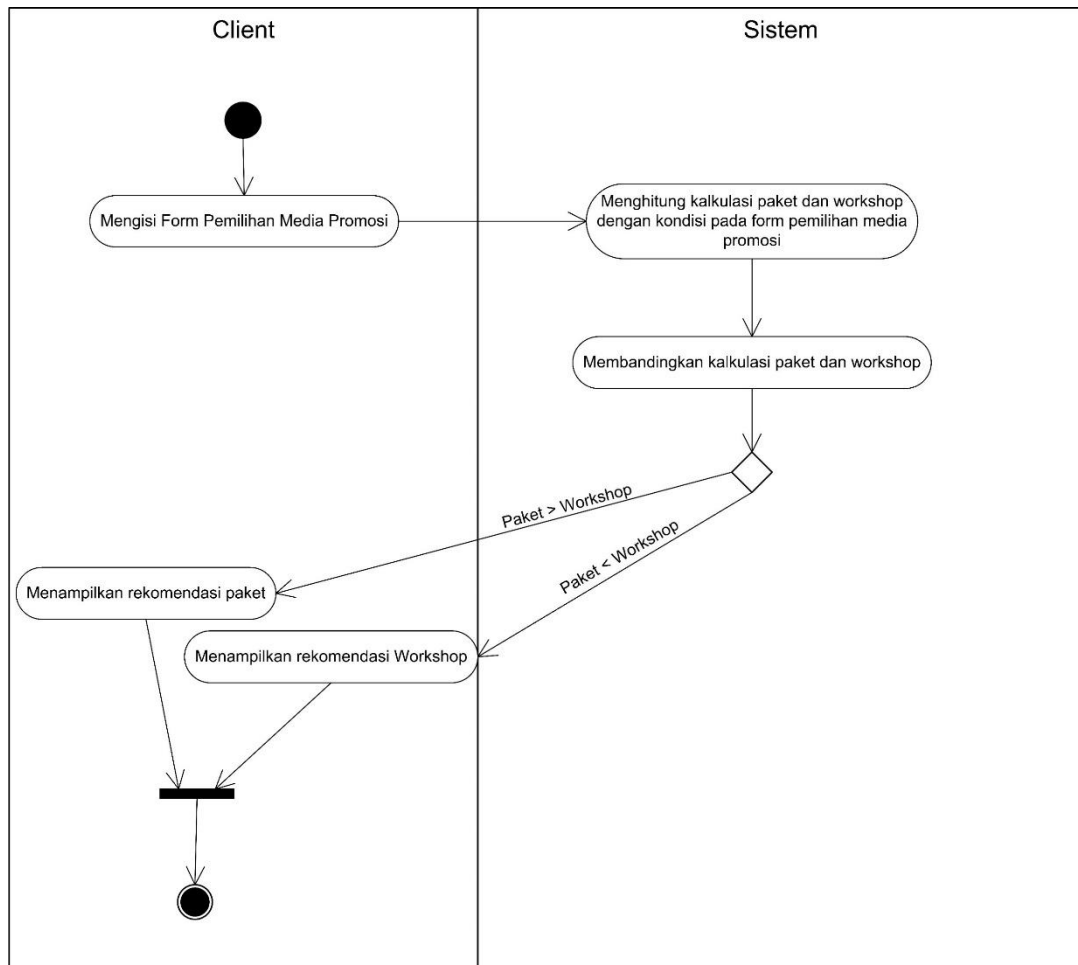 Client
Sistem
Mengisi Form Pemilihan Media Promosi
Menghitung kalkulasi paket dan workshop
dengan kondisi pada form pemilihan media
promosi
Membandingkan kalkulasi paket dan workshop
Paket > Workshop
Paket < Workshop
Menampilkan rekomendasi paket
Menampilkan rekomendasi Workshop